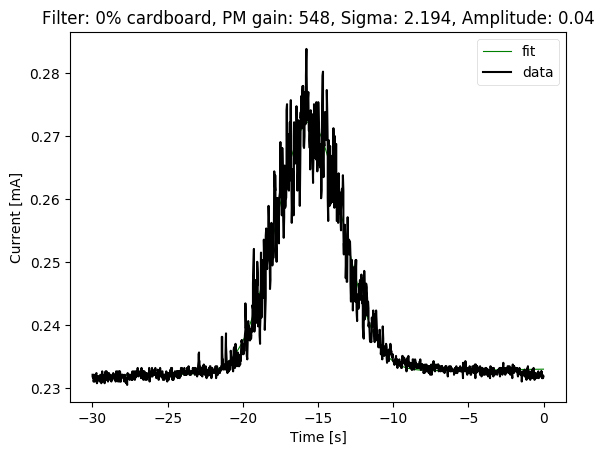 Filter: 0% cardboard, PM gain: 548, Sigma: 2.194, Amplitude: 0.04
fit
data
0.28
0.27
0.26
0.25
0.24
0.23
Current [mA]
−30 −25 −20 −15 −10 −5 0
Time [s]